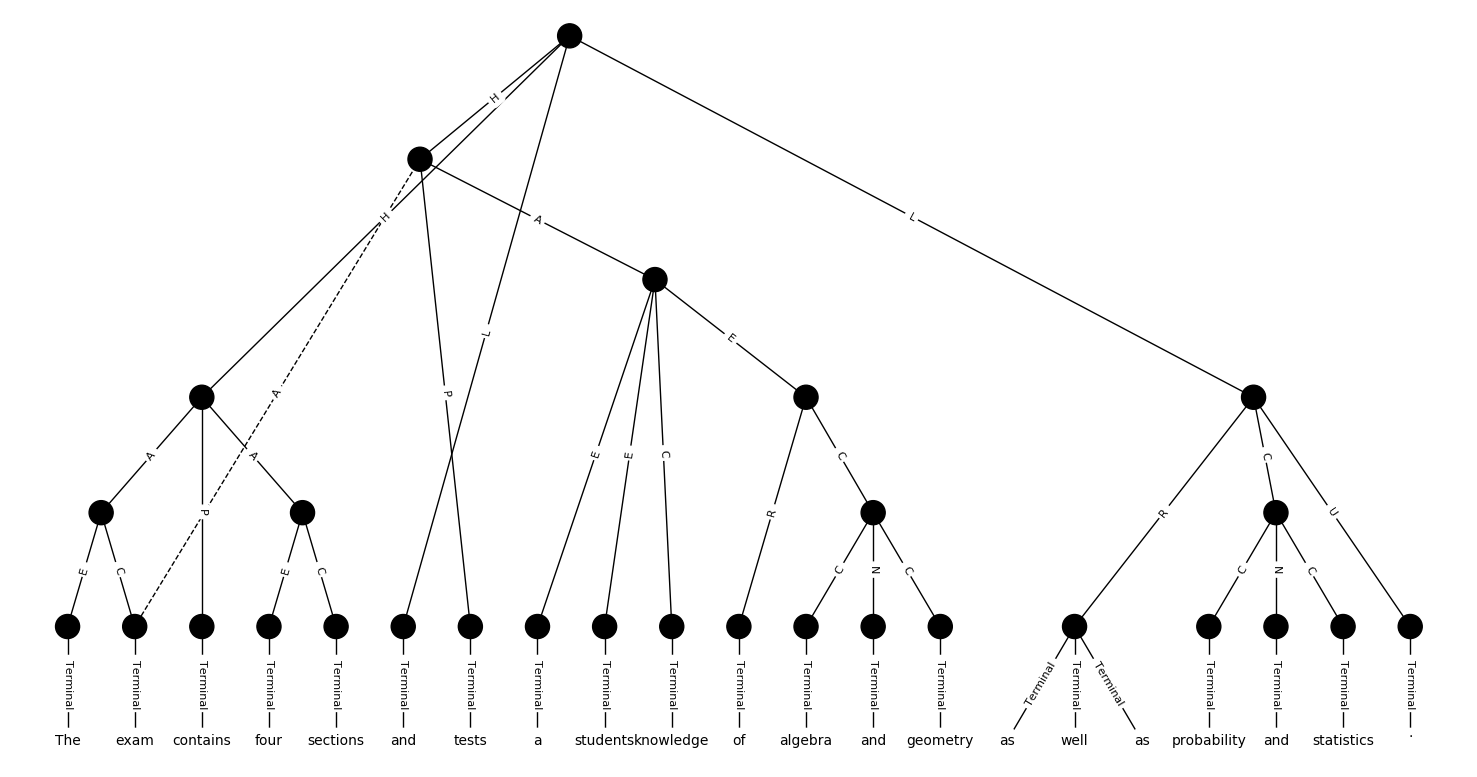 H
H
A
L
A
L
P
E
A
P
A
E
E
C
R
C
R
C
U
E
C
E
C
C
N
C
C
N
C
Terminal Terminal Terminal Terminal Terminal Terminal Terminal Terminal Terminal Terminal Terminal Terminal Terminal Terminal Terminal Terminal Terminal Terminal Terminal Terminal Terminal
The exam contains four sections and tests a students knowledge of algebra and geometry as well as probability and statistics .